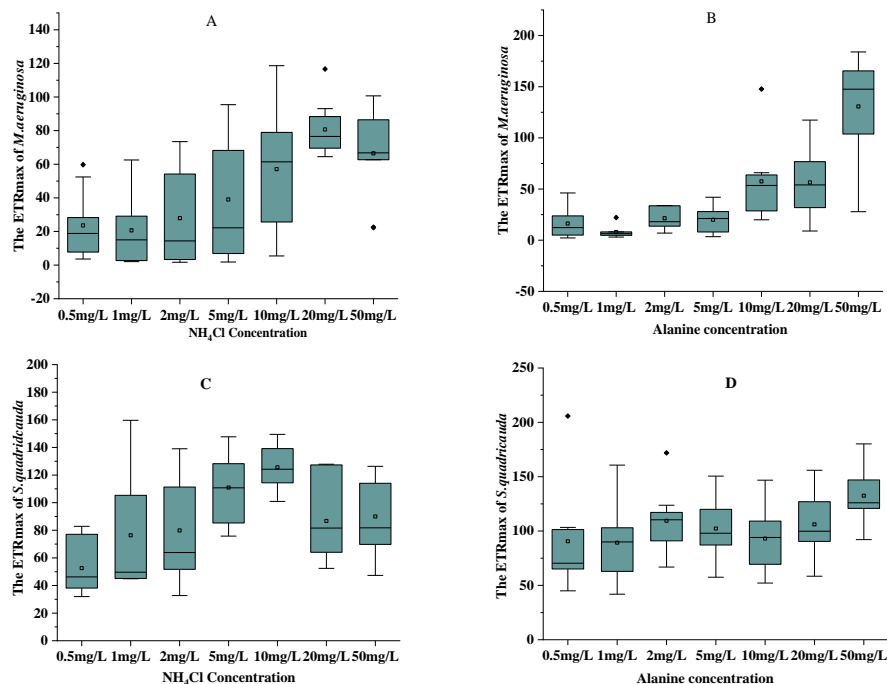 A
The ETRmax of M.aeruginosa
140
120
100
80
60
40
20
0
-20
0.5mg/L 1mg/L 2mg/L 5mg/L 10mg/L 20mg/L 50mg/L
NH₄Cl Concentration
B
The ETRmax of M.aeruginosa
200
150
100
50
0
-50
0.5mg/L 1mg/L 2mg/L 5mg/L 10mg/L 20mg/L 50mg/L
Alanine concentration
C
The ETRmax of S.quadridcauda
200
180
160
140
120
100
80
60
40
20
0
0.5mg/L 1mg/L 2mg/L 5mg/L 10mg/L 20mg/L 50mg/L
NH₄Cl Concentration
D
The ETRmax of S.quadricauda
250
200
150
100
50
0
0.5mg/L 1mg/L 2mg/L 5mg/L 10mg/L 20mg/L 50mg/L
Alanine concentration